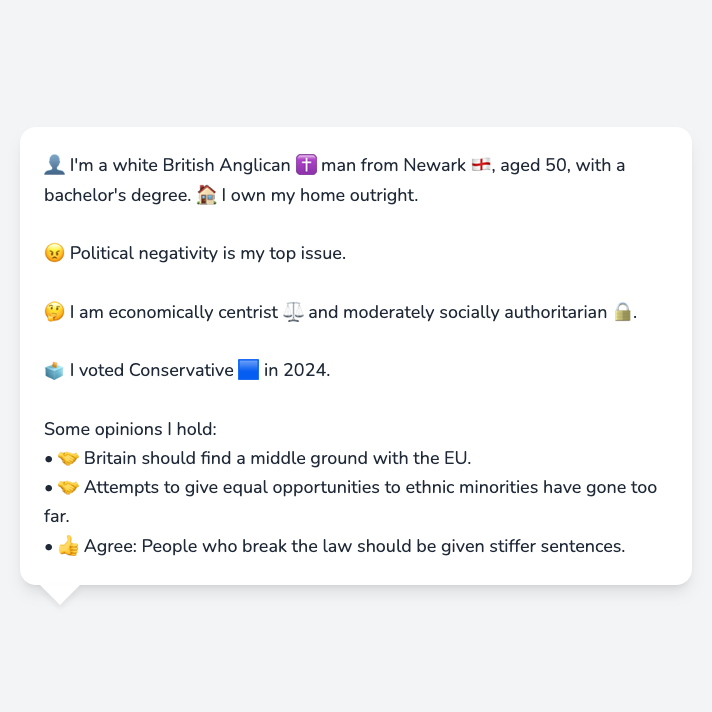 👤 I'm a white British Anglican ✝️ man from Newark 🏴󠁧󠁢󠁥󠁮󠁧󠁿, aged 50, with a
bachelor's degree. 🏠 I own my home outright.
😠 Political negativity is my top issue.
🤔 I am economically centrist ⚖️ and moderately socially authoritarian 🔒.
🗳️ I voted Conservative 🟦 in 2024.
Some opinions I hold:
• 🤝 Britain should find a middle ground with the EU.
• 🤝 Attempts to give equal opportunities to ethnic minorities have gone too
far.
• 👍 Agree: People who break the law should be given stiffer sentences.